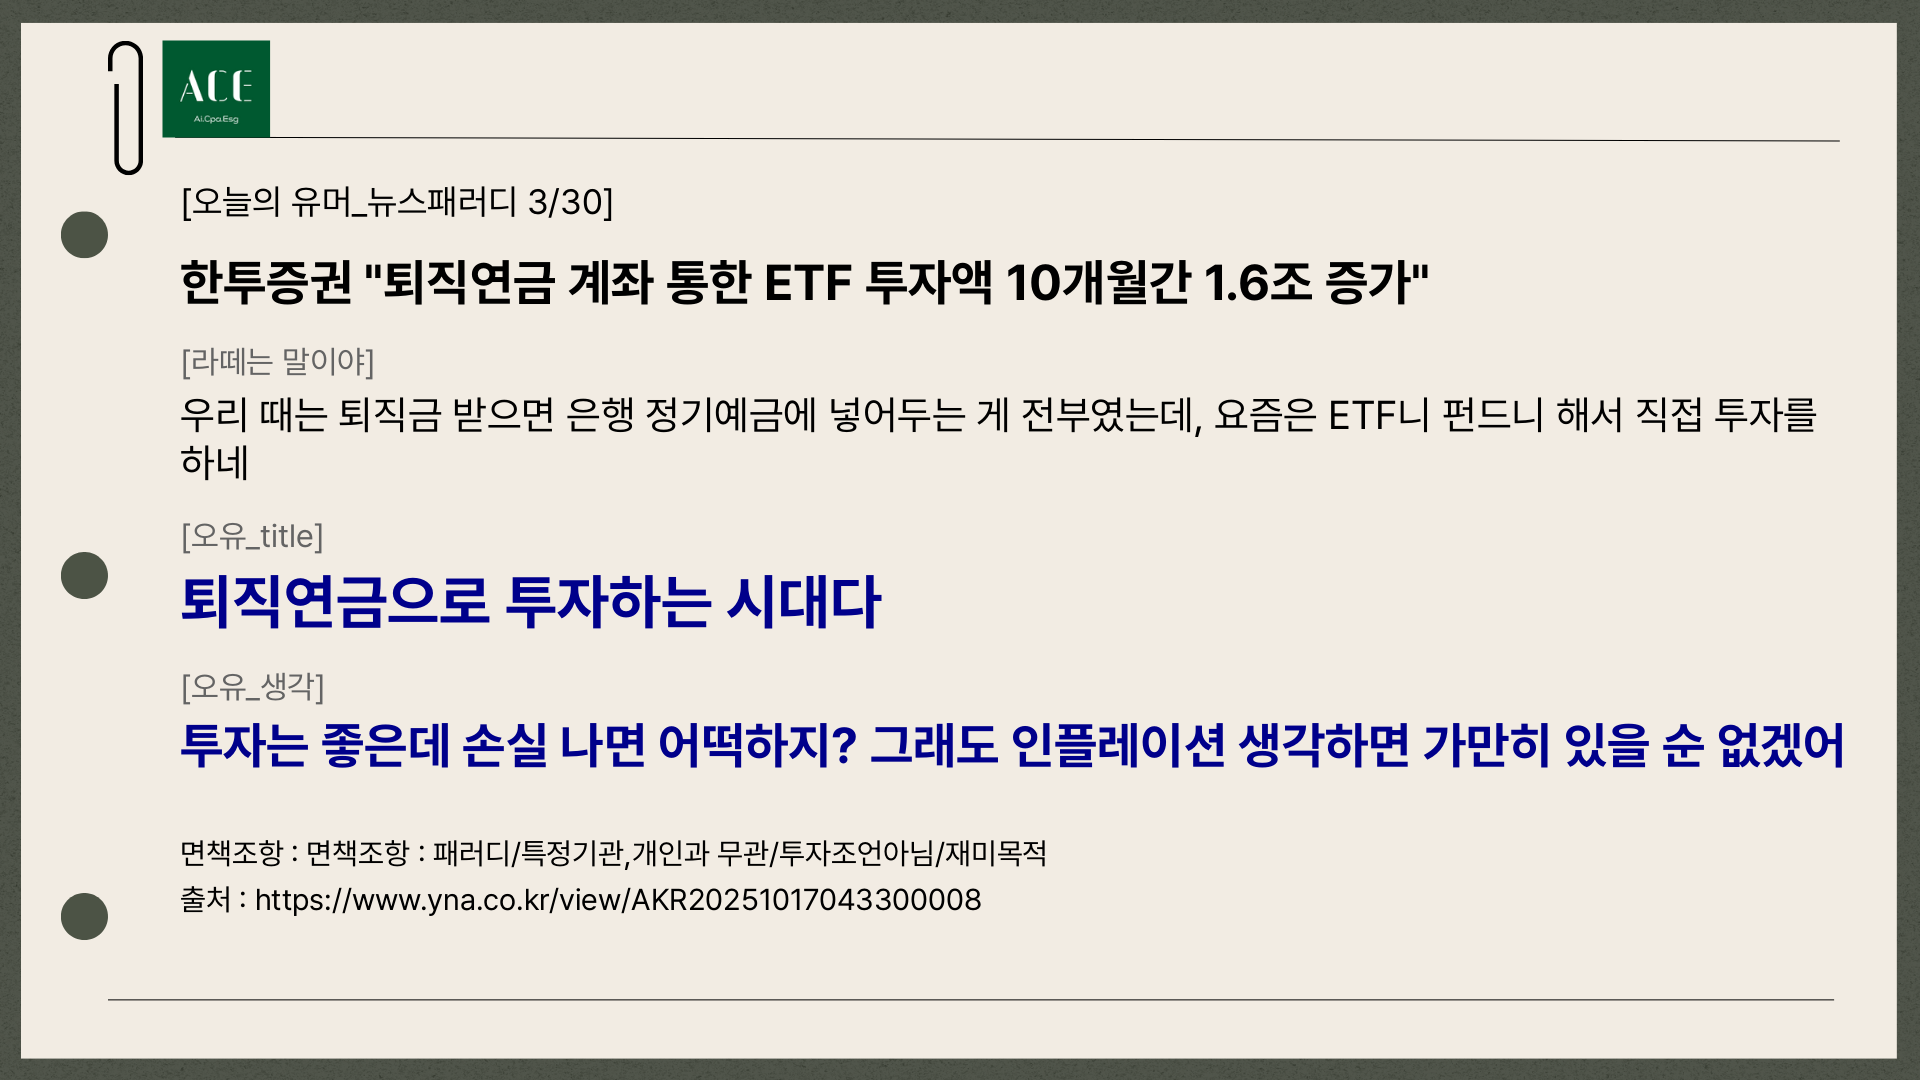 ACE
Ai.Cpa.Esg
[오늘의 유머_뉴스패러디 3/30]
한투증권 "퇴직연금 계좌 통한 ETF 투자액 10개월간 1.6조 증가"
[라떼는 말이야]
우리 때는 퇴직금 받으면 은행 정기예금에 넣어두는 게 전부였는데, 요즘은 ETF니 펀드니 해서 직접 투자를
하네
[오유_title]
퇴직연금으로 투자하는 시대다
[오유_생각]
투자는 좋은데 손실 나면 어떡하지? 그래도 인플레이션 생각하면 가만히 있을 순 없겠어
면책조항 : 면책조항 : 패러디/특정기관,개인과 무관/투자조언아님/재미목적
출처 : https://www.yna.co.kr/view/AKR20251017043300008